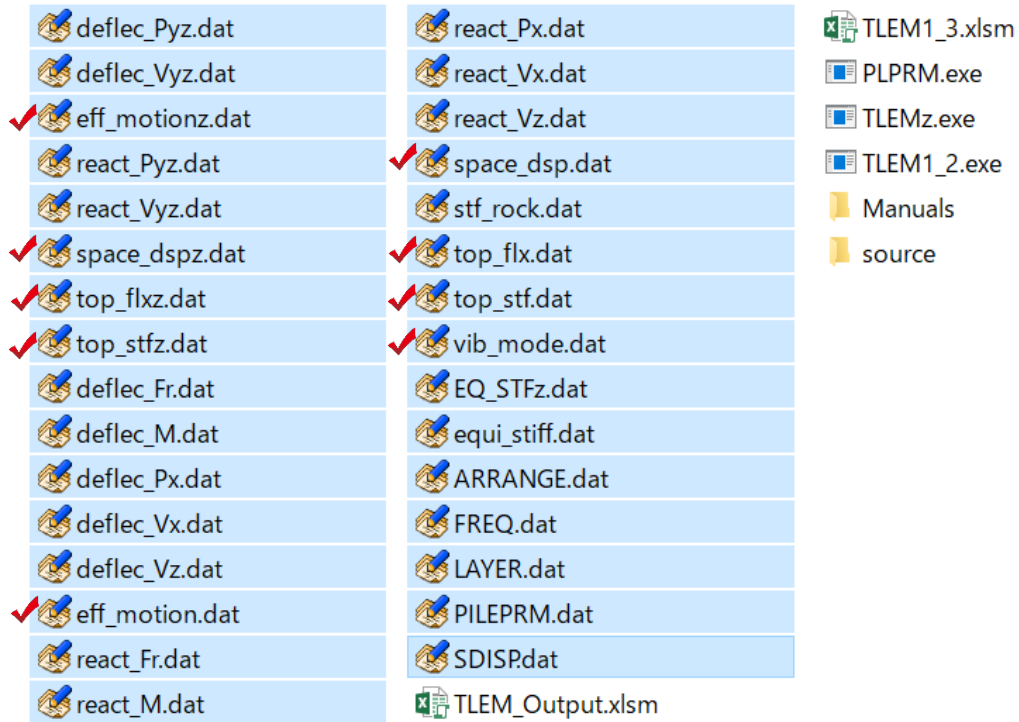 deflec_Pyz.dat
deflec_Vyz.dat
eff_motionz.dat
react_Pyz.dat
react_Vyz.dat
space_dspz.dat
top_flxz.dat
top_stfz.dat
deflec_Fr.dat
deflec_M.dat
deflec_Px.dat
deflec_Vx.dat
deflec_Vz.dat
eff_motion.dat
react_Fr.dat
react_M.dat
react_Px.dat
react_Vx.dat
react_Vz.dat
space_dsp.dat
stf_rock.dat
top_flx.dat
top_stf.dat
vib_mode.dat
EQ_STFz.dat
equi_stiff.dat
ARRANGE.dat
FREQ.dat
LAYER.dat
PILEPRM.dat
SDISP.dat
TLEM_Output.xlsm
TLEM1_3.xlsm
PLPRM.exe
TLEMz.exe
TLEM1_2.exe
Manuals
source